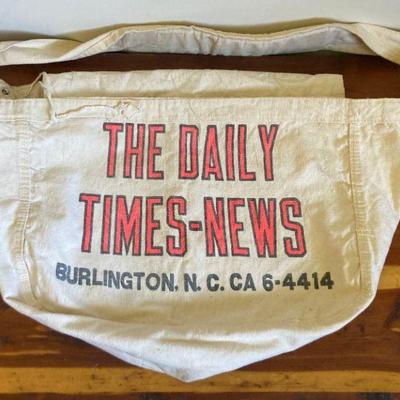 THE DAILY
TIMES-NEWS
BURLINGTON, N. C. CA 6-4414